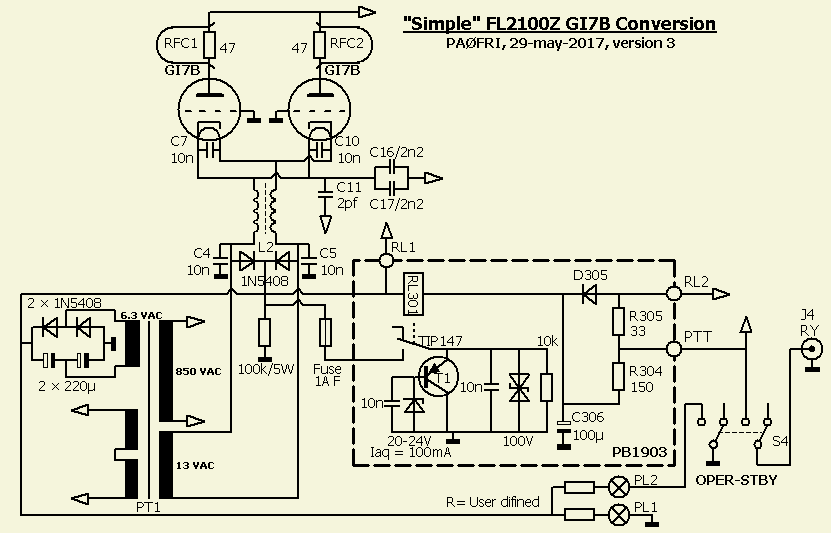 "Simple" FL2100Z GI7B Conversion
PAØFRI, 29-may-2017, version 3
RFC1
47
47
RFC2
GI7B
GI7B
C7
10n
C10
10n
C16/2n2
C11
2pf
C17/2n2
L2
C4
10n
C5
10n
1N5408
RL1
RL301
D305
RL2
2 × 1N5408
6.3 VAC
R305
33
PTT
J4
RY
TIP147
10k
850 VAC
100k/5W
Fuse
1A F
T1
R304
150
2 × 220µ
10n
10n
C306
100µ
20-24V
Iaq = 100mA
100V
PB1903
S4
13 VAC
OPER-STBY
PL2
R= User difined
PL1
PT1